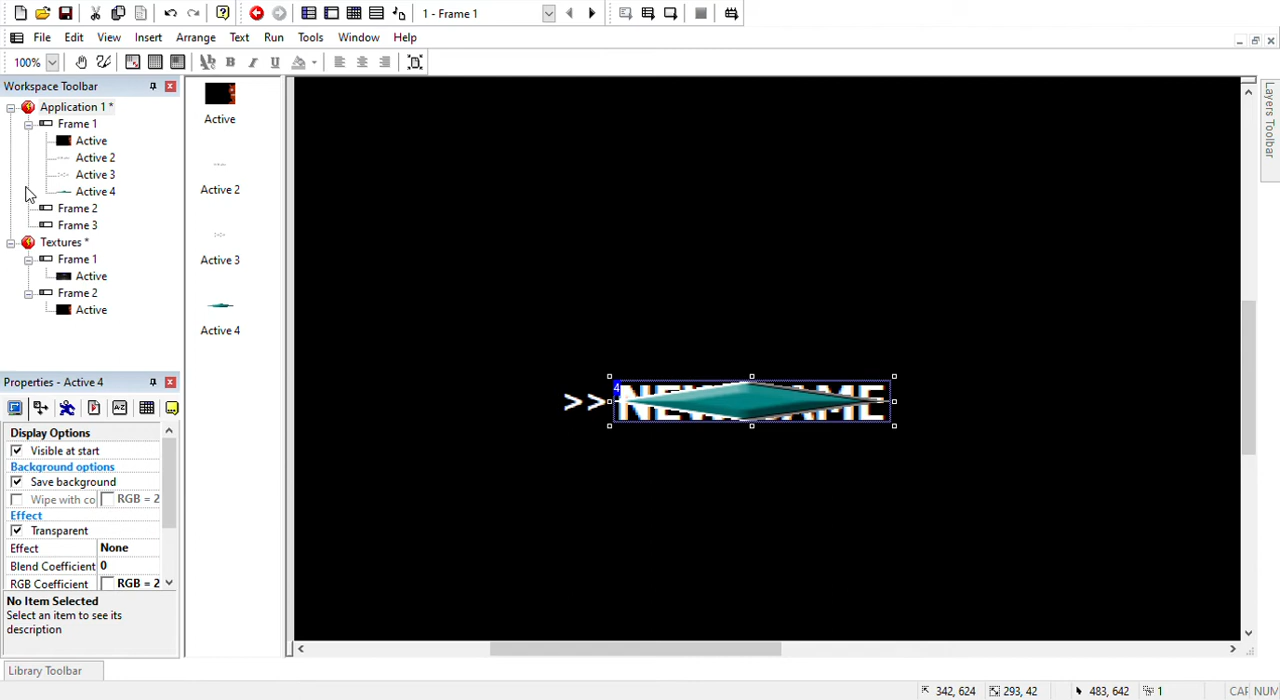 1 - Frame 1
File Edit View Insert Arrange Text Run Tools Window Help
100%
B I U
Workspace Toolbar
Application 1 *
Frame 1
Active
Active 2
Active 3
Active 4
Frame 2
Frame 3
Textures *
Frame 1
Active
Frame 2
Active
Active
Active 2
Active 3
Active 4
4
>>NEW GAME
Layers Toolbar
Properties - Active 4
Display Options
Visible at start
Background options
Save background
Wipe with co RGB = 2
Effect
Transparent
Effect None
Blend Coefficient 0
RGB Coefficient RGB = 2
No Item Selected
Select an item to see its
description
Library Toolbar
342, 624 293, 42 483, 642 1 CAP NUM